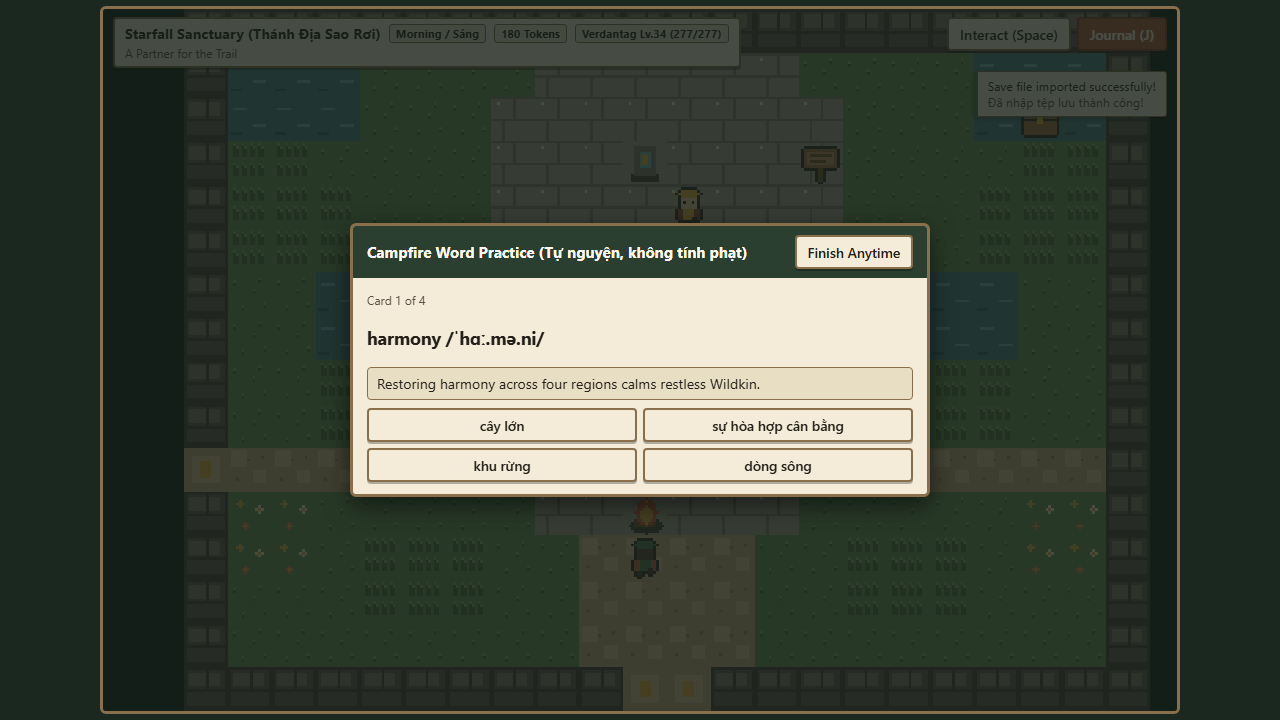 Starfall Sanctuary (Thánh Địa Sao Rơi) Morning / Sáng 180 Tokens Verdantag Lv.34 (277/277)
A Partner for the Trail
Interact (Space) Journal (J)
Save file imported successfully!
Đã nhập tệp lưu thành công!
Campfire Word Practice (Tự nguyện, không tính phạt) Finish Anytime
Card 1 of 4
harmony /ˈhɑː.mə.ni/
Restoring harmony across four regions calms restless Wildkin.
cây lớn sự hòa hợp cân bằng
khu rừng dòng sông